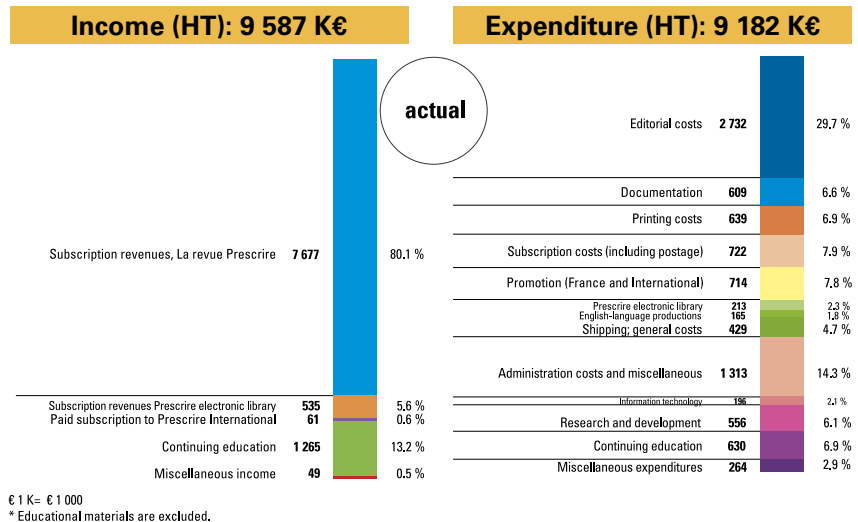 Income (HT): 9 587 K€
actual
Subscription revenues, La revue Prescrire 7 677 80.1 %
Subscription revenues Prescrire electronic library 535 5.6 %
Paid subscription to Prescrire International 61 0.6 %
Continuing education 1 265 13.2 %
Miscellaneous income 49 0.5 %
€ 1 K= € 1 000
* Educational materials are excluded.
Expenditure (HT): 9 182 K€
Editorial costs 2 732 29.7 %
Documentation 609 6.6 %
Printing costs 639 6.9 %
Subscription costs (including postage) 722 7.9 %
Promotion (France and International) 714 7.8 %
Prescrire electronic library 213 2.3 %
English-language productions 165 1.8 %
Shipping; general costs 429 4.7 %
Administration costs and miscellaneous 1 313 14.3 %
Information technology 196 2.1 %
Research and development 556 6.1 %
Continuing education 630 6.9 %
Miscellaneous expenditures 264 2.9 %